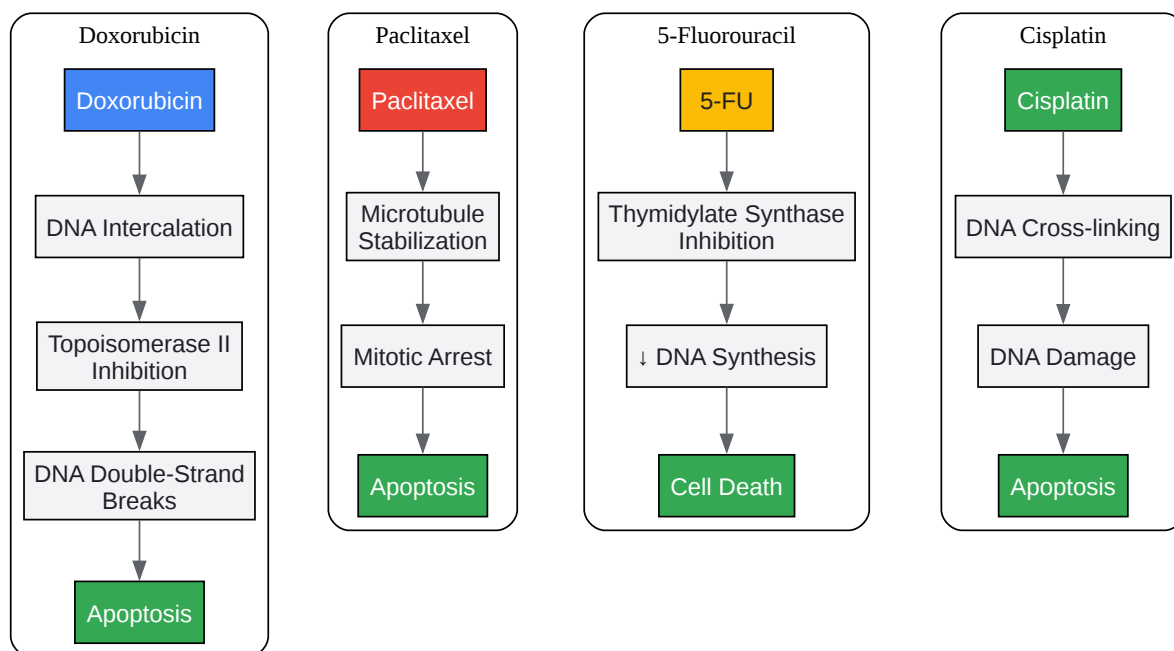 Doxorubicin
Doxorubicin
DNA Intercalation
Topoisomerase II
Inhibition
DNA Double-Strand
Breaks
Apoptosis
Paclitaxel
Paclitaxel
Microtubule
Stabilization
Mitotic Arrest
Apoptosis
5-Fluorouracil
5-FU
Thymidylate Synthase
Inhibition
↓ DNA Synthesis
Cell Death
Cisplatin
Cisplatin
DNA Cross-linking
DNA Damage
Apoptosis